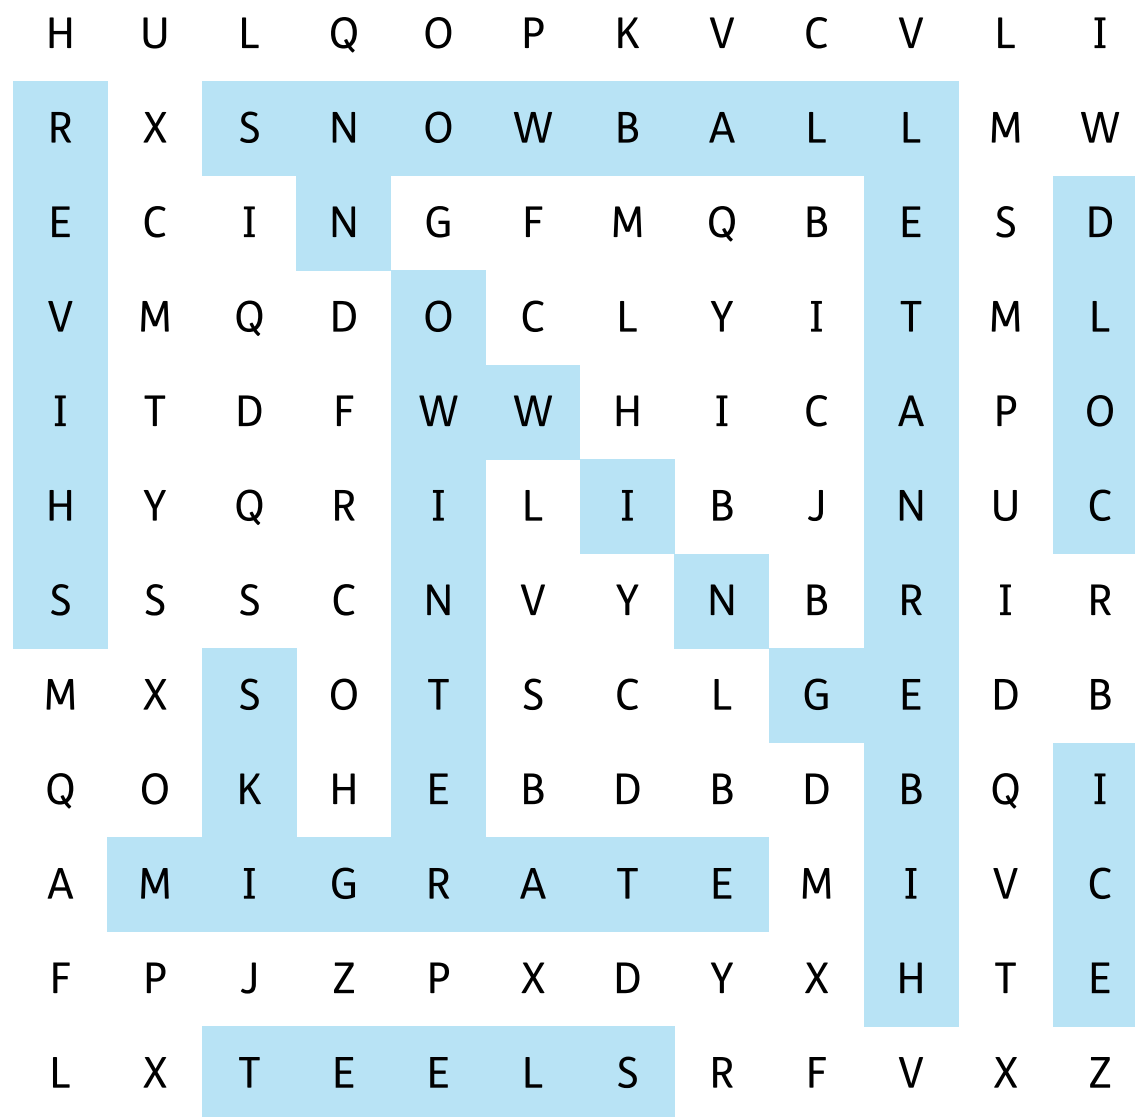 H U L Q O P K V C V L I
R X S N O W B A L L M W
E C I N G F M Q B E S D
V M Q D O C L Y I T M L
I T D F W W H I C A P O
H Y Q R I L I B J N U C
S S S C N V Y N B R I R
M X S O T S C L G E D B
Q O K H E B D B D B Q I
A M I G R A T E M I V C
F P J Z P X D Y X H T E
L X T E E L S R F V X Z